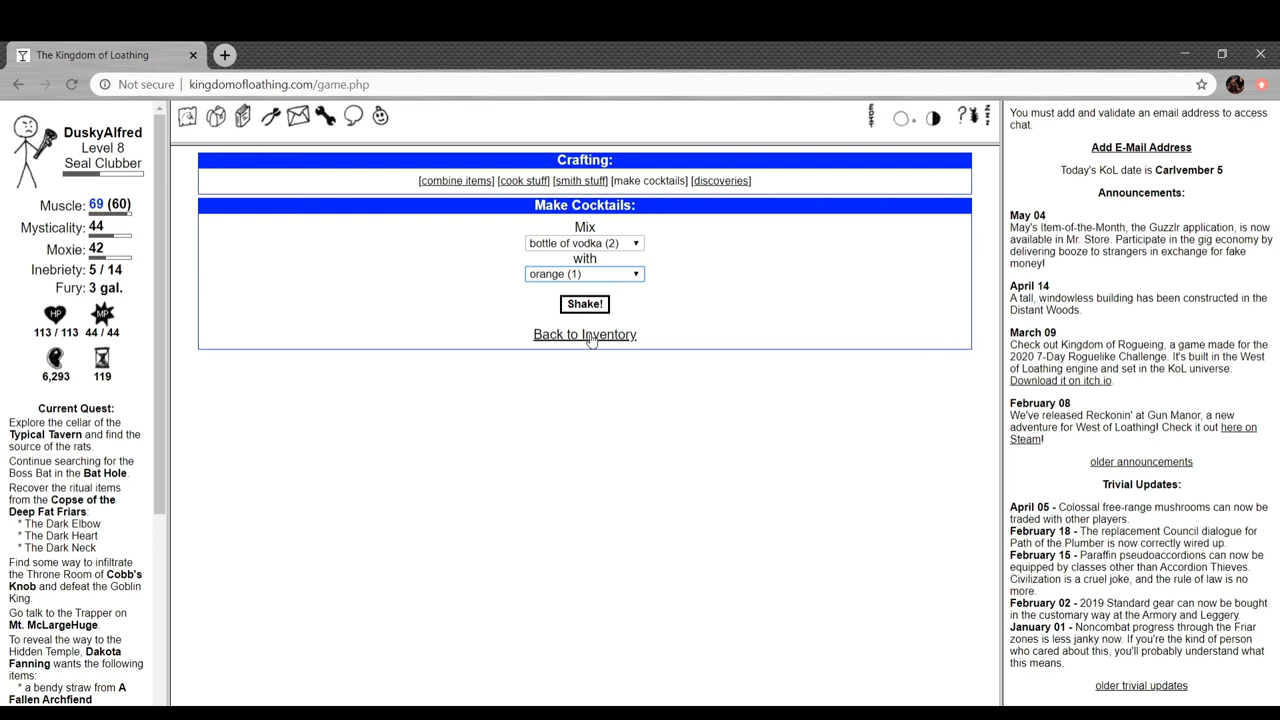 The Kingdom of Loathing
Not secure
kingdomofloathing.com/game.php
DuskyAlfred
Level 8
Seal Clubber
Muscle: 69 (60)
Mysticality: 44
Moxie: 42
Inebriety: 5 / 14
Fury: 3 gal.
HP
MP
113 / 113
44 / 44
6,293
119
Current Quest:
Explore the cellar of the
Typical Tavern and find the
source of the rats.
Continue searching for the
Boss Bat in the Bat Hole.
Recover the ritual items
from the Copse of the
Deep Fat Friars:
* The Dark Elbow
* The Dark Heart
* The Dark Neck
Find some way to infiltrate
the Throne Room of Cobb's
Knob and defeat the Goblin
King.
Go talk to the Trapper on
Mt. McLargeHuge.
To reveal the way to the
Hidden Temple, Dakota
Fanning wants the following
items:
* a bendy straw from A
Fallen Archfiend
EDIT
Crafting:
[combine items] [cook stuff] [smith stuff] [make cocktails] [discoveries]
Make Cocktails:
Mix
bottle of vodka (2)
with
orange (1)
Shake!
Back to Inventory
You must add and validate an email address to access
chat.
Add E-Mail Address
Today's KoL date is Carlvember 5
Announcements:
May 04
May's Item-of-the-Month, the Guzzlr application, is now
available in Mr. Store. Participate in the gig economy by
delivering booze to strangers in exchange for fake
money!
April 14
A tall, windowless building has been constructed in the
Distant Woods.
March 09
Check out Kingdom of Rogueing, a game made for the
2020 7-Day Roguelike Challenge. It's built in the West
of Loathing engine and set in the KoL universe.
Download it on itch.io.
February 08
We've released Reckonin' at Gun Manor, a new
adventure for West of Loathing! Check it out here on
Steam!
older announcements
Trivial Updates:
April 05 - Colossal free-range mushrooms can now be
traded with other players.
February 18 - The replacement Council dialogue for
Path of the Plumber is now correctly wired up.
February 15 - Paraffin pseudoaccordions can now be
equipped by classes other than Accordion Thieves.
Civilization is a cruel joke, and the rule of law is no
more.
February 02 - 2019 Standard gear can now be bought
in the customary way at the Armory and Leggery.
January 01 - Noncombat progress through the Friar
zones is less janky now. If you're the kind of person
who cared about this, you'll probably understand what
this means.
older trivial updates